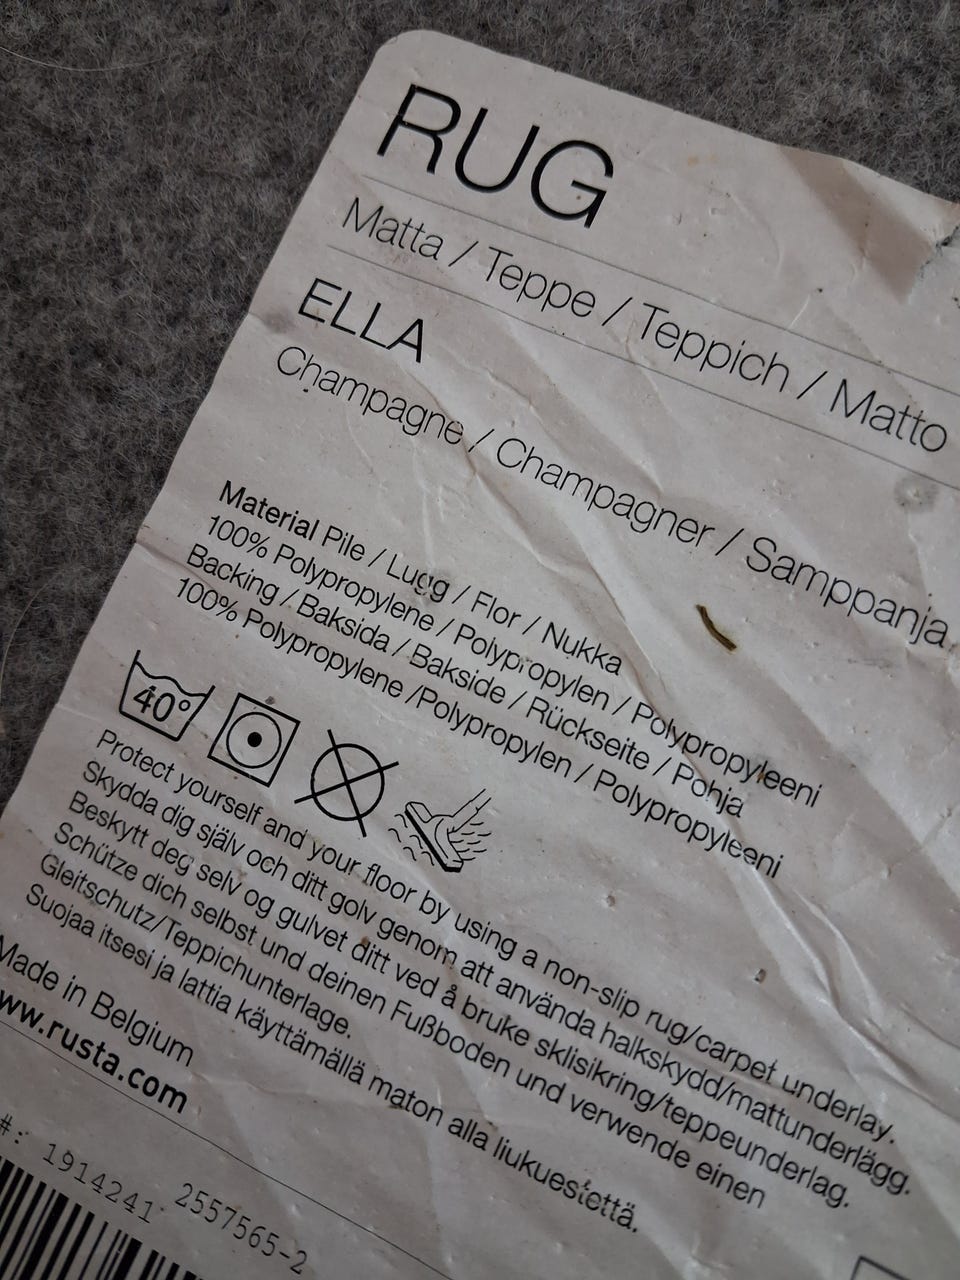 RUG
Matta / Teppe / Teppich / Matto
ELLA
Champagne / Champagner / Samppanja
Material Pile / Lugg / Flor / Nukka
100% Polypropylene / Polypropylen / Polypropyleeni
Backing / Baksida / Bakside / Rückseite / Pohja
100% Polypropylene /Polypropylen / Polypropyleeni
40°
Protect yourself and your floor by using a non-slip rug/carpet underlay.
Skydda dig själv och ditt golv genom att använda halkskydd/mattunderlägg.
Beskytt deg selv og gulvet ditt ved å bruke sklisikring/teppeunderlag.
Schütze dich selbst und deinen Fußboden und verwende einen
Gleitschutz/Teppichunterlage.
Suojaa itsesi ja lattia käyttämällä maton alla liukuestettä.
Made in Belgium
www.rusta.com
#: 1914241 2557565-2